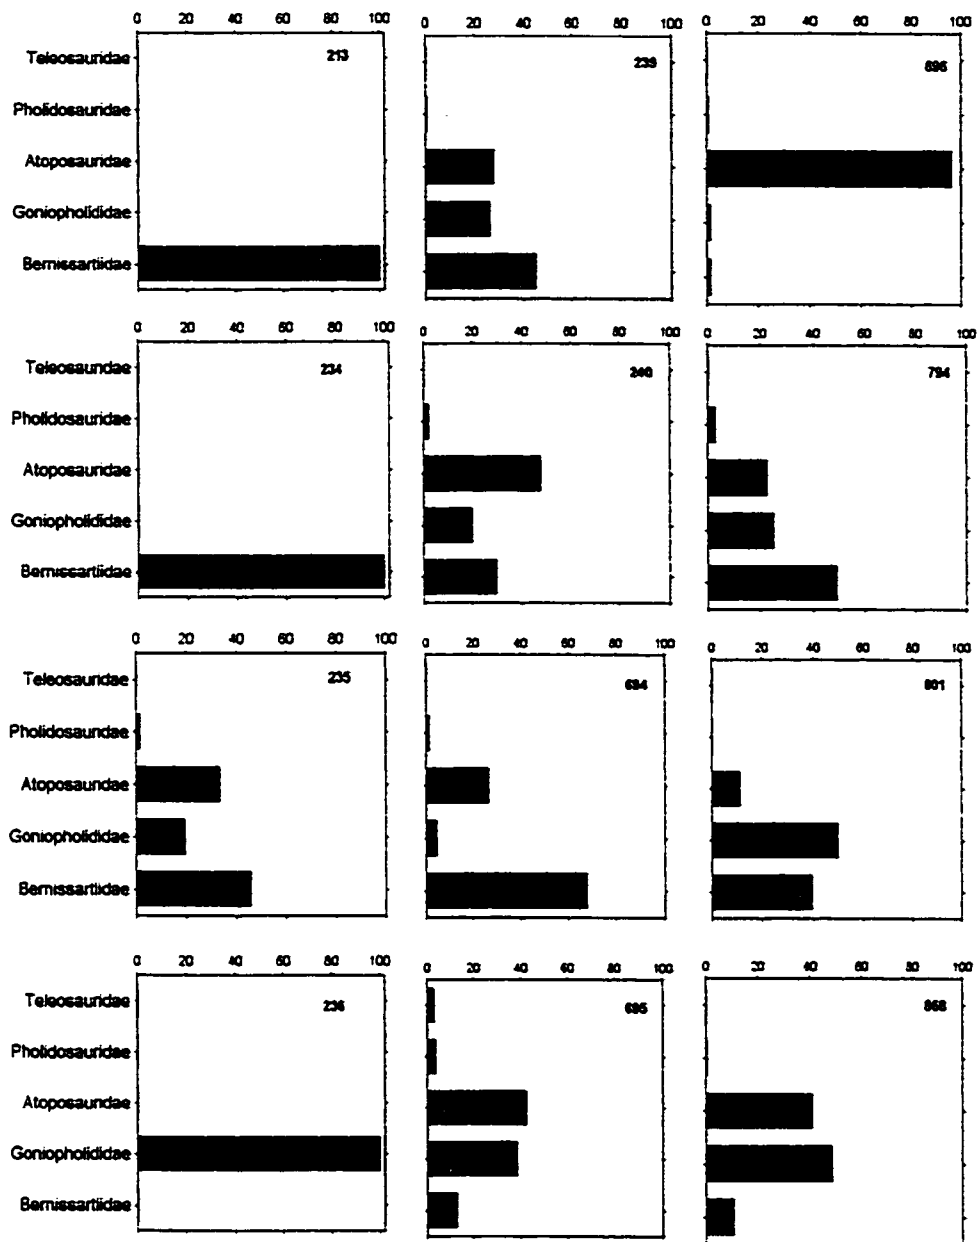 0 20 40 60 80 100 0 20 40 60 80 100 0 20 40 60 80 100
Teleosauridae 213 239 896
Pholidosauridae
Atoposauridae
Goniopholididae
Bernissartiidae
0 20 40 60 80 100 0 20 40 60 80 100 0 20 40 60 80 100
Teleosauridae 234 240 794
Pholidosauridae
Atoposauridae
Goniopholididae
Bernissartiidae
0 20 40 60 80 100 0 20 40 60 80 100 0 20 40 60 80 100
Teleosauridae 235 694 801
Pholidosauridae
Atoposauridae
Goniopholididae
Bernissartiidae
0 20 40 60 80 100 0 20 40 60 80 100 0 20 40 60 80 100
Teleosauridae 236 695 868
Pholidosauridae
Atoposauridae
Goniopholididae
Bernissartiidae